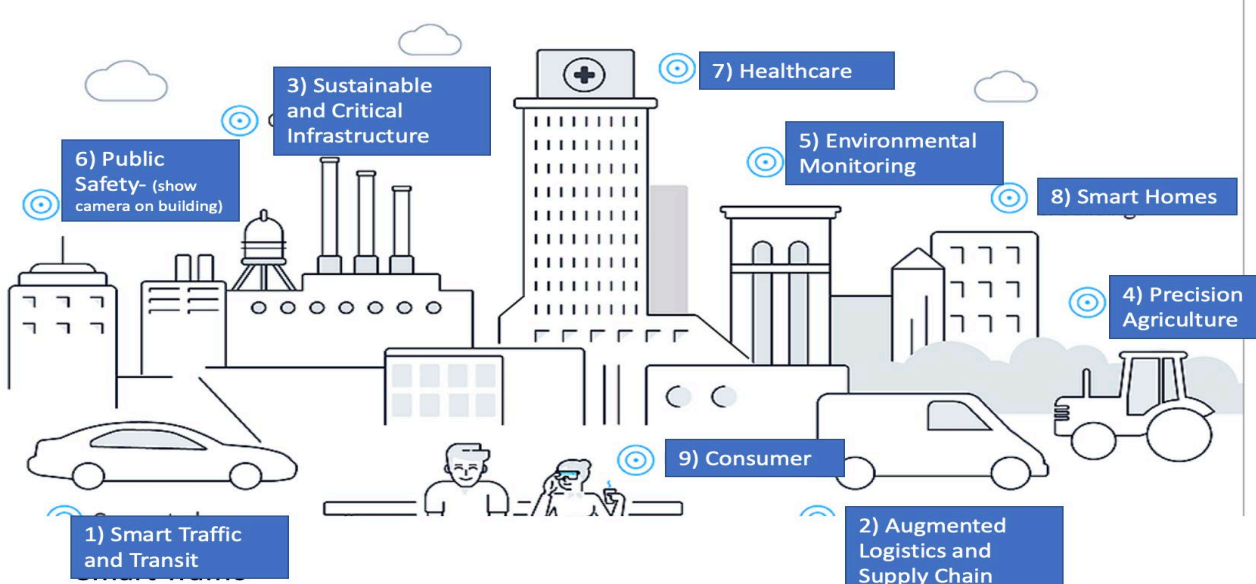 7) Healthcare
3) Sustainable
and Critical
Infrastructure
5) Environmental
Monitoring
6) Public
Safety- (show
camera on building)
8) Smart Homes
4) Precision
Agriculture
9) Consumer
1) Smart Traffic
and Transit
2) Augmented
Logistics and
Supply Chain